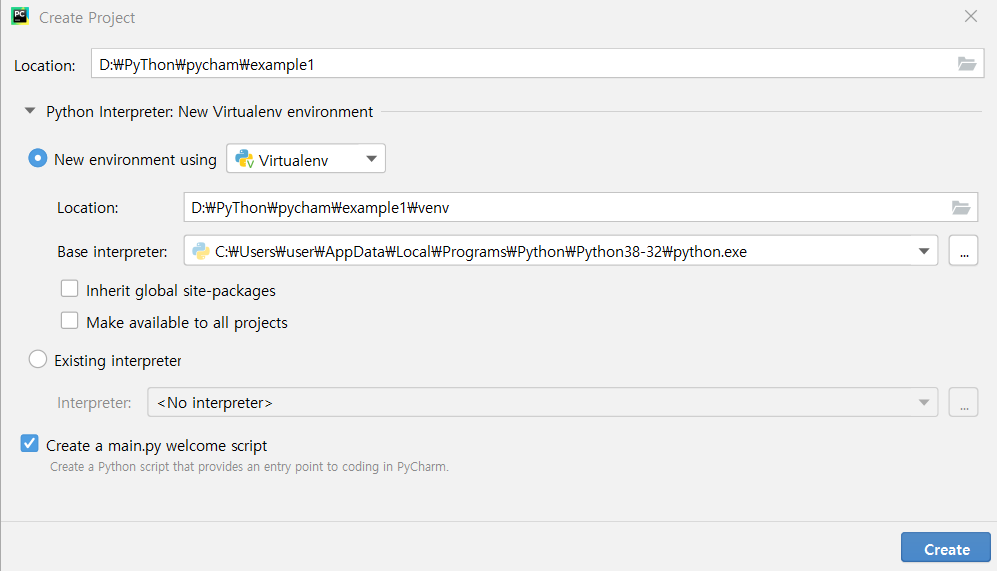 PC
Create Project
Location: D:₩PyThon₩pycham₩example1
Python Interpreter: New Virtualenv environment
New environment using Virtualenv
Location: D:₩PyThon₩pycham₩example1₩venv
Base interpreter: C:₩Users₩user₩AppData₩Local₩Programs₩Python₩Python38-32₩python.exe ...
Inherit global site-packages
Make available to all projects
Existing interpreter
Interpreter: <No interpreter> ...
Create a main.py welcome script
Create a Python script that provides an entry point to coding in PyCharm.
Create